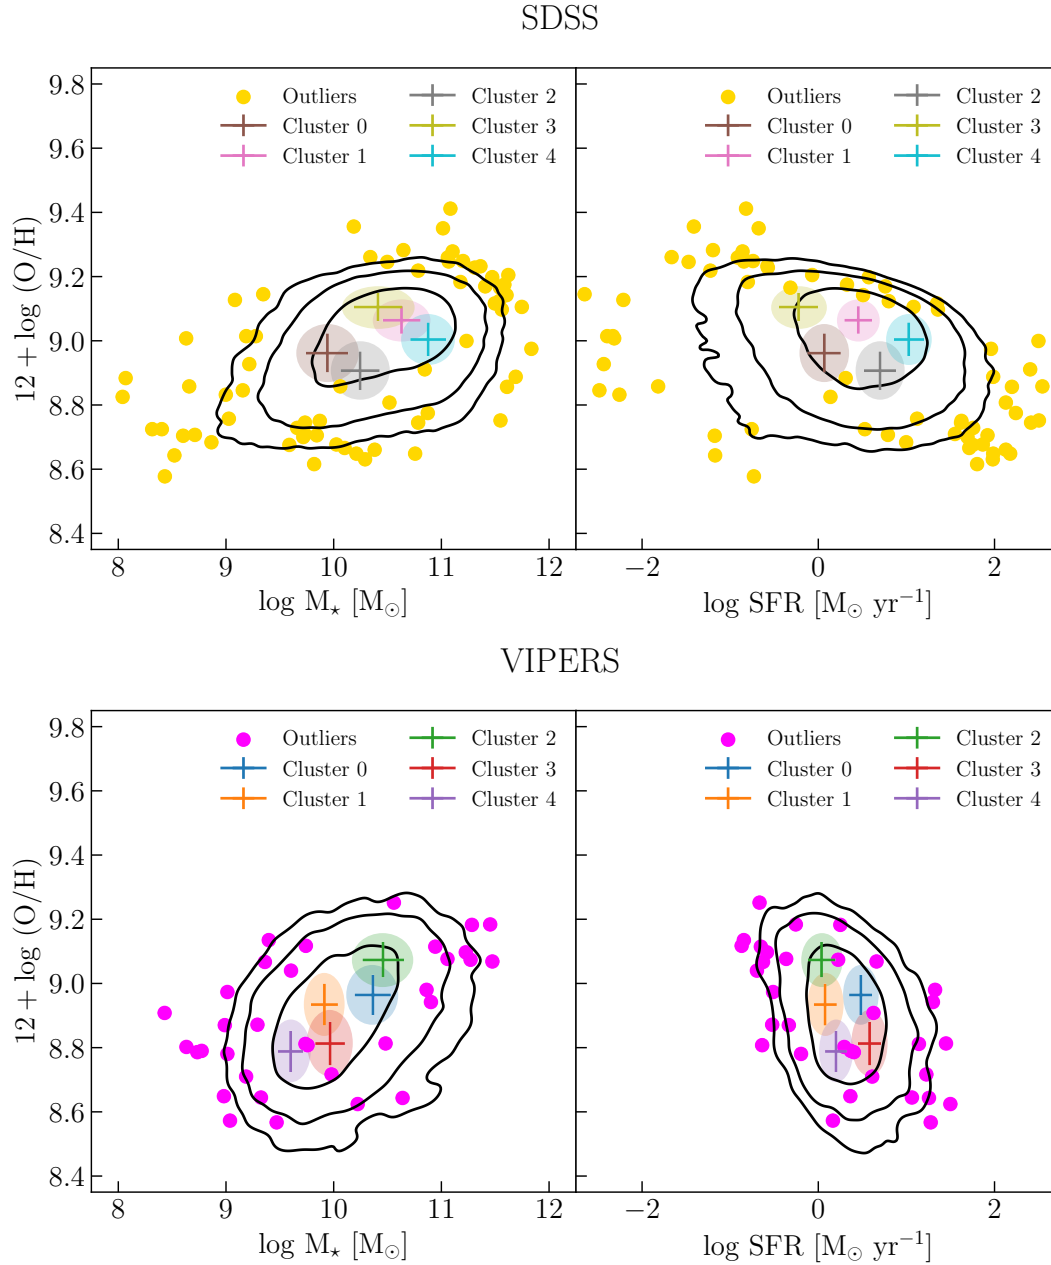 SDSS
9.8
9.6
9.4
9.2
9.0
8.8
8.6
8.4
12 + log (O/H)
Outliers
Cluster 0
Cluster 1
Cluster 2
Cluster 3
Cluster 4
Outliers
Cluster 0
Cluster 1
Cluster 2
Cluster 3
Cluster 4
8 9 10 11 12
−2 0 2
log M⋆ [M⊙]
log SFR [M⊙ yr⁻¹]
VIPERS
9.8
9.6
9.4
9.2
9.0
8.8
8.6
8.4
12 + log (O/H)
Outliers
Cluster 0
Cluster 1
Cluster 2
Cluster 3
Cluster 4
Outliers
Cluster 0
Cluster 1
Cluster 2
Cluster 3
Cluster 4
8 9 10 11 12
−2 0 2
log M⋆ [M⊙]
log SFR [M⊙ yr⁻¹]